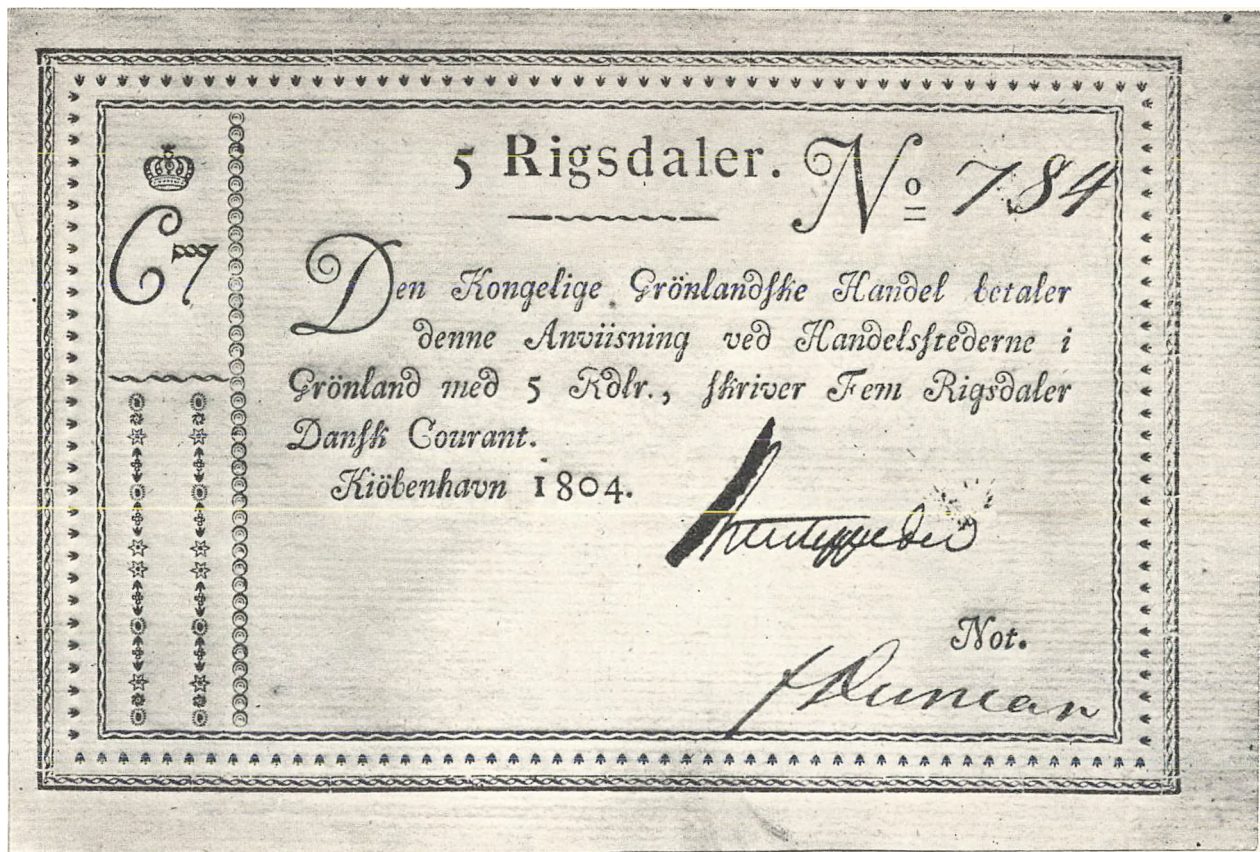 5 Rigsdaler. No 784
C7
Den Kongelige Grönlandſke Handel betaler
denne Anviisning ved Handelsſtederne i
Grönland med 5 Rdlr., ſkriver Fem Rigsdaler
Danſk Courant.
Kiöbenhavn 1804.
Not.